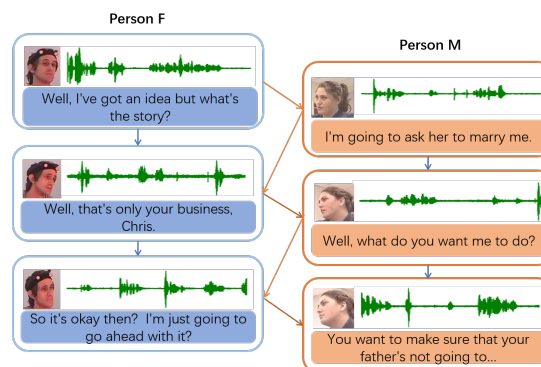 Person F
Well, I've got an idea but what's
the story?
Well, that's only your business,
Chris.
So it's okay then?  I'm just going to
go ahead with it?
Person M
I'm going to ask her to marry me.
Well, what do you want me to do?
You want to make sure that your
father's not going to...